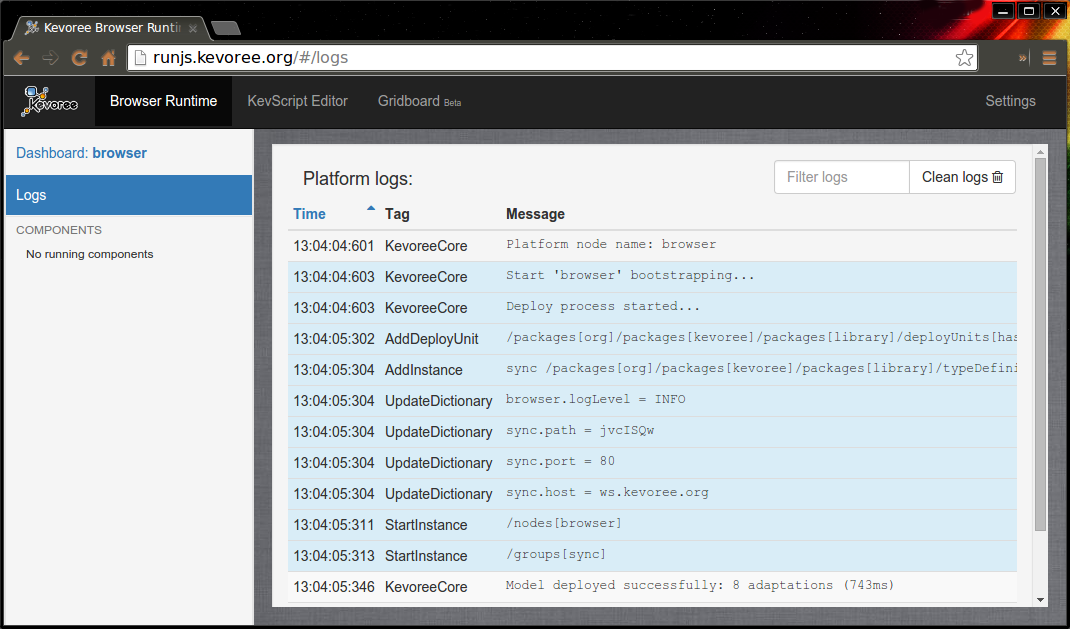 Kevoree Browser Runtin
runjs.kevoree.org/#/logs
Kevoree
Browser Runtime
KevScript Editor
Gridboard Beta
Settings
Dashboard: browser
Logs
COMPONENTS
No running components
Platform logs:
Filter logs
Clean logs
Time Tag Message
13:04:04:601 KevoreeCore Platform node name: browser
13:04:04:603 KevoreeCore Start 'browser' bootstrapping...
13:04:04:603 KevoreeCore Deploy process started...
13:04:05:302 AddDeployUnit /packages[org]/packages[kevoree]/packages[library]/deployUnits[has
13:04:05:304 AddInstance sync /packages[org]/packages[kevoree]/packages[library]/typeDefini
13:04:05:304 UpdateDictionary browser.logLevel = INFO
13:04:05:304 UpdateDictionary sync.path = jvcISQw
13:04:05:304 UpdateDictionary sync.port = 80
13:04:05:304 UpdateDictionary sync.host = ws.kevoree.org
13:04:05:311 StartInstance /nodes[browser]
13:04:05:313 StartInstance /groups[sync]
13:04:05:346 KevoreeCore Model deployed successfully: 8 adaptations (743ms)